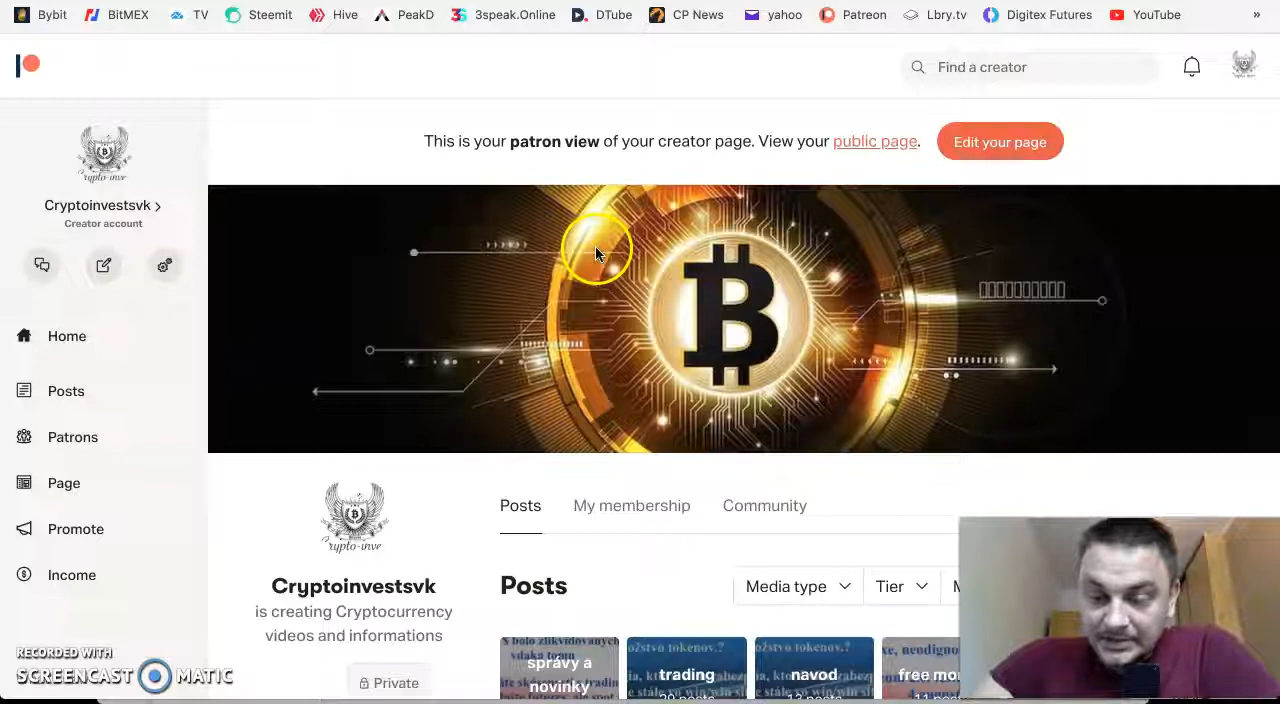 Bybit BitMEX TV Steemit Hive PeakD 3speak.Online DTube CP News yahoo Patreon Lbry.tv Digitex Futures YouTube »
Find a creator
This is your patron view of your creator page. View your public page. Edit your page
Cryptoinvestsvk
Creator account
Home
Posts
Patrons
Page
Promote
Income
Posts My membership Community
Cryptoinvestsvk
is creating Cryptocurrency
videos and informations
Private
Posts
Media type Tier M
správy a
novinky
trading
navod
free mo
RECORDED WITH
SCREENCAST MATIC